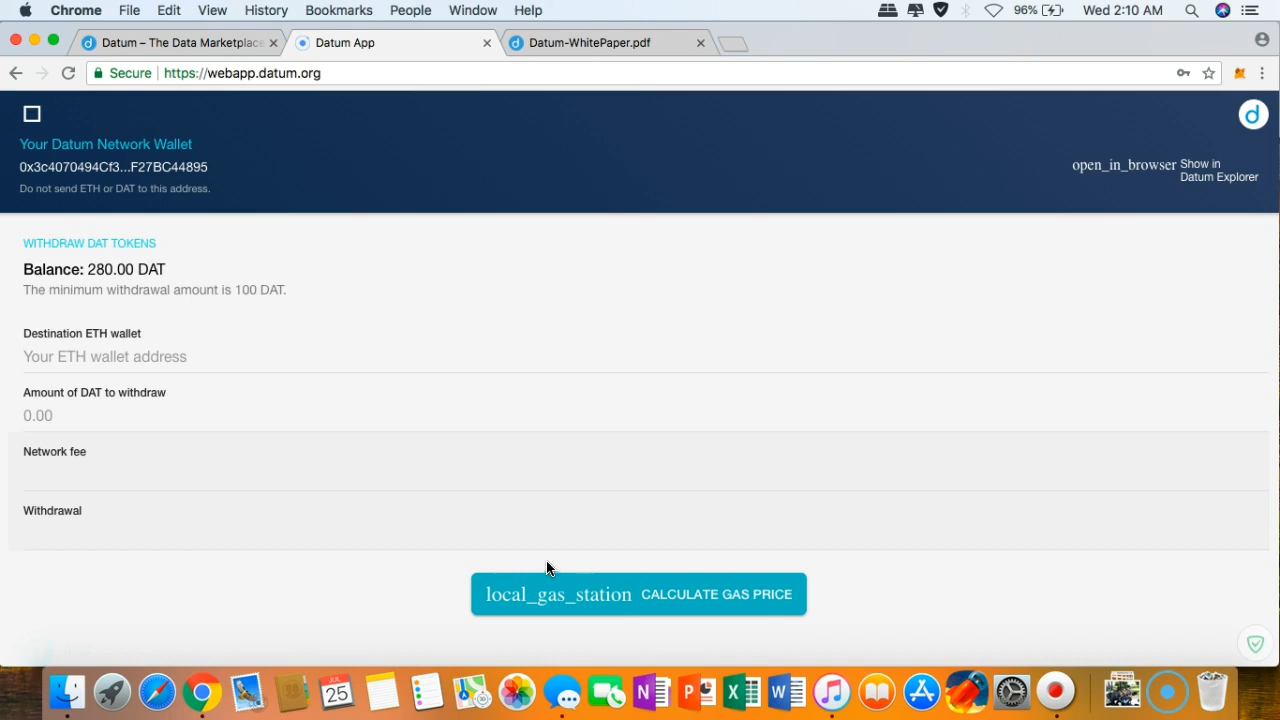 Chrome File Edit View History Bookmarks People Window Help 96% Wed 2:10 AM
Datum – The Data Marketplace Datum App Datum-WhitePaper.pdf
Secure https://webapp.datum.org
d
Your Datum Network Wallet
0x3c4070494Cf3...F27BC44895
Do not send ETH or DAT to this address.
open_in_browser Show in
Datum Explorer
WITHDRAW DAT TOKENS
Balance: 280.00 DAT
The minimum withdrawal amount is 100 DAT.
Destination ETH wallet
Your ETH wallet address
Amount of DAT to withdraw
0.00
Network fee
Withdrawal
local_gas_station CALCULATE GAS PRICE
JUL
25
N P X W